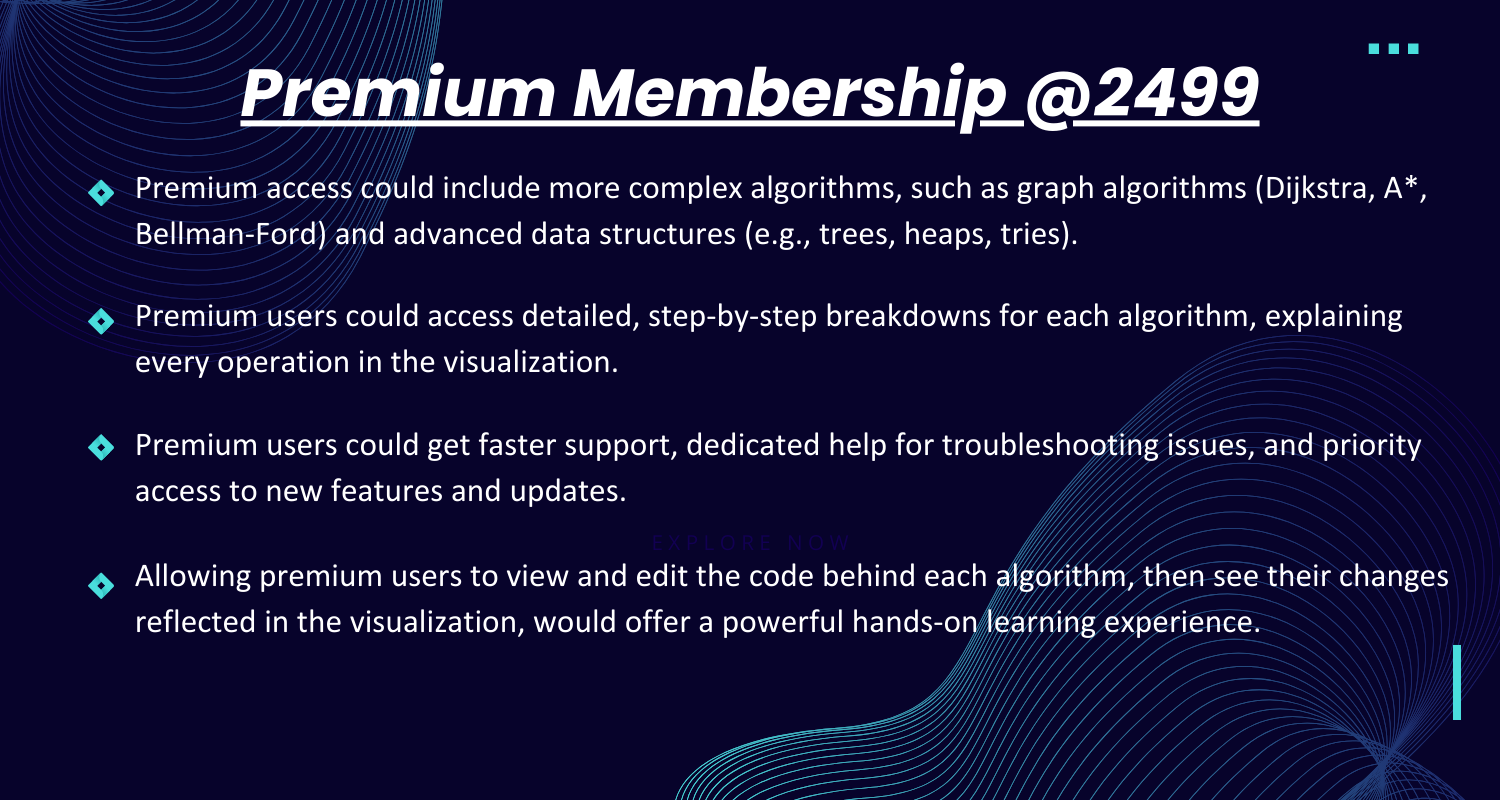 Premium Membership @2499
Premium access could include more complex algorithms, such as graph algorithms (Dijkstra, A*,
Bellman-Ford) and advanced data structures (e.g., trees, heaps, tries).
Premium users could access detailed, step-by-step breakdowns for each algorithm, explaining
every operation in the visualization.
Premium users could get faster support, dedicated help for troubleshooting issues, and priority
access to new features and updates.
EXPLORE NOW
Allowing premium users to view and edit the code behind each algorithm, then see their changes
reflected in the visualization, would offer a powerful hands-on learning experience.